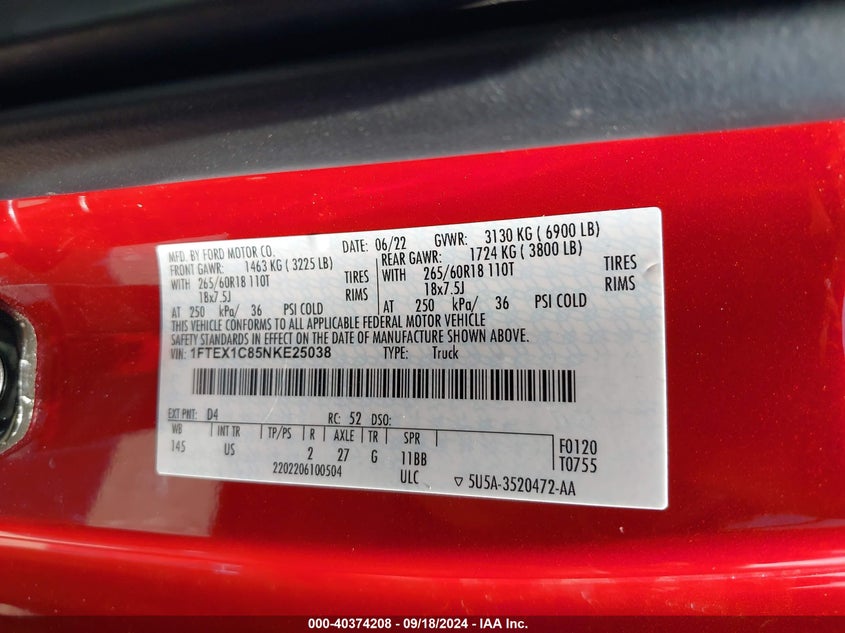 MFD. BY FORD MOTOR CO. DATE: 06/22 GVWR: 3130 KG ( 6900 LB)
FRONT GAWR: 1463 KG ( 3225 LB) REAR GAWR: 1724 KG ( 3800 LB)
WITH 265/60R18 110T TIRES WITH 265/60R18 110T TIRES
18x7.5J RIMS 18x7.5J RIMS
AT 250 kPa/ 36 PSI COLD AT 250 kPa/ 36 PSI COLD
THIS VEHICLE CONFORMS TO ALL APPLICABLE FEDERAL MOTOR VEHICLE
SAFETY STANDARDS IN EFFECT ON THE DATE OF MANUFACTURE SHOWN ABOVE.
VIN: 1FTEX1C85NKE25038 TYPE: Truck
EXT PNT: D4 RC: 52 DSO:
WB INT TR TP/PS R AXLE TR SPR F0120
145 US 2 27 G 11BB T0755
2202206100504 ULC ▽ 5U5A-3520472-AA
000-40374208 - 09/18/2024 - IAA Inc.